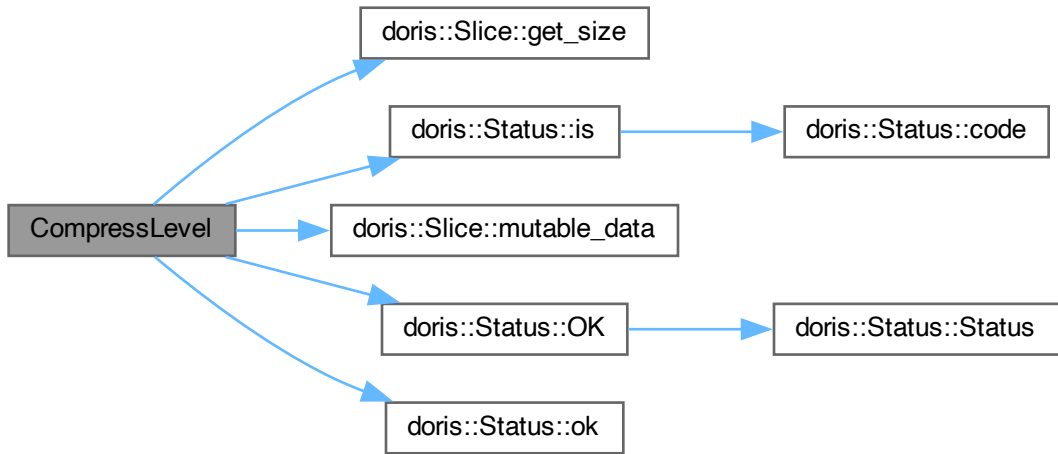 doris::Slice::get_size
doris::Status::is
doris::Status::code
CompressLevel
doris::Slice::mutable_data
doris::Status::OK
doris::Status::Status
doris::Status::ok